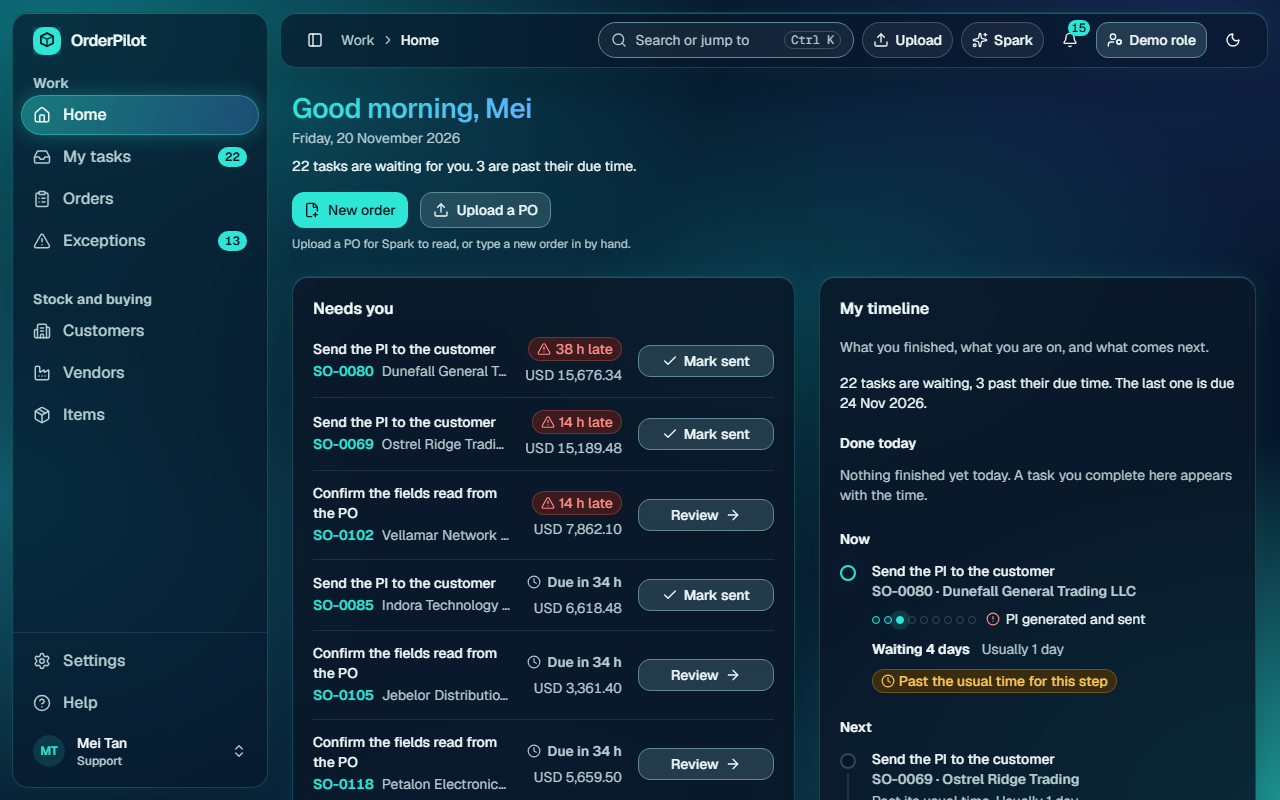 OrderPilot
Work
Home
My tasks 22
Orders
Exceptions 13
Stock and buying
Customers
Vendors
Items
Settings
Help
MT Mei Tan
Support
Work > Home
Search or jump to Ctrl K
Upload
Spark
15
Demo role
Good morning, Mei
Friday, 20 November 2026
22 tasks are waiting for you. 3 are past their due time.
New order
Upload a PO
Upload a PO for Spark to read, or type a new order in by hand.
Needs you
Send the PI to the customer 38 h late
SO-0080 Dunefall General T... USD 15,676.34
Mark sent
Send the PI to the customer 14 h late
SO-0069 Ostrel Ridge Tradi... USD 15,189.48
Mark sent
Confirm the fields read from
the PO
14 h late
SO-0102 Vellamar Network ... USD 7,862.10
Review
Send the PI to the customer Due in 34 h
SO-0085 Indora Technology ... USD 6,618.48
Mark sent
Confirm the fields read from
the PO
Due in 34 h
SO-0105 Jebelor Distributio... USD 3,361.40
Review
Confirm the fields read from
the PO
Due in 34 h
SO-0118 Petalon Electronic... USD 5,659.50
Review
My timeline
What you finished, what you are on, and what comes next.
22 tasks are waiting, 3 past their due time. The last one is due
24 Nov 2026.
Done today
Nothing finished yet today. A task you complete here appears
with the time.
Now
Send the PI to the customer
SO-0080 · Dunefall General Trading LLC
PI generated and sent
Waiting 4 days Usually 1 day
Past the usual time for this step
Next
Send the PI to the customer
SO-0069 · Ostrel Ridge Trading
Past its usual time. Usually 1 day